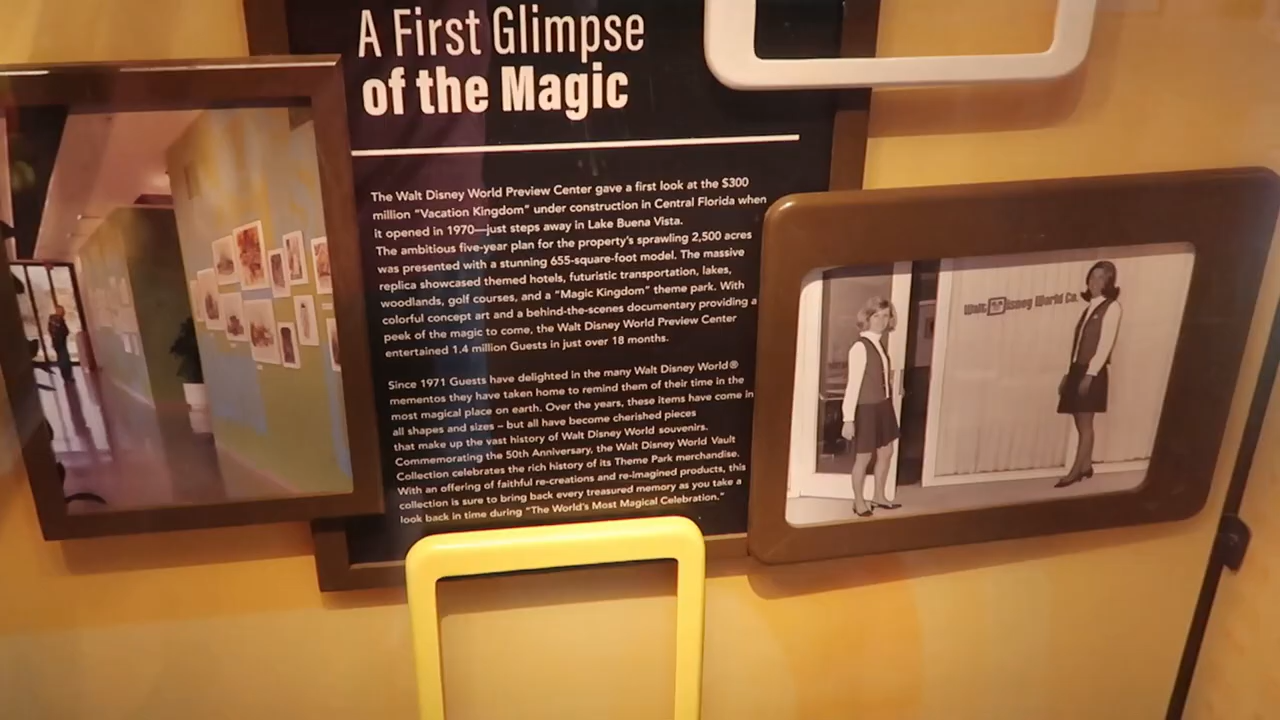 A First Glimpse
of the Magic
The Walt Disney World Preview Center gave a first look at the $300
million "Vacation Kingdom" under construction in Central Florida when
it opened in 1970—just steps away in Lake Buena Vista.
The ambitious five-year plan for the property's sprawling 2,500 acres
was presented with a stunning 655-square-foot model. The massive
replica showcased themed hotels, futuristic transportation, lakes,
woodlands, golf courses, and a "Magic Kingdom" theme park. With
colorful concept art and a behind-the-scenes documentary providing a
peek of the magic to come, the Walt Disney World Preview Center
entertained 1.4 million Guests in just over 18 months.
Since 1971 Guests have delighted in the many Walt Disney World®
mementos they have taken home to remind them of their time in the
most magical place on earth. Over the years, these items have come in
all shapes and sizes – but all have become cherished pieces
that make up the vast history of Walt Disney World souvenirs.
Commemorating the 50th Anniversary, the Walt Disney World Vault
Collection celebrates the rich history of its Theme Park merchandise.
With an offering of faithful re-creations and re-imagined products, this
collection is sure to bring back every treasured memory as you take a
look back in time during "The World's Most Magical Celebration."
Walt Disney World Co.